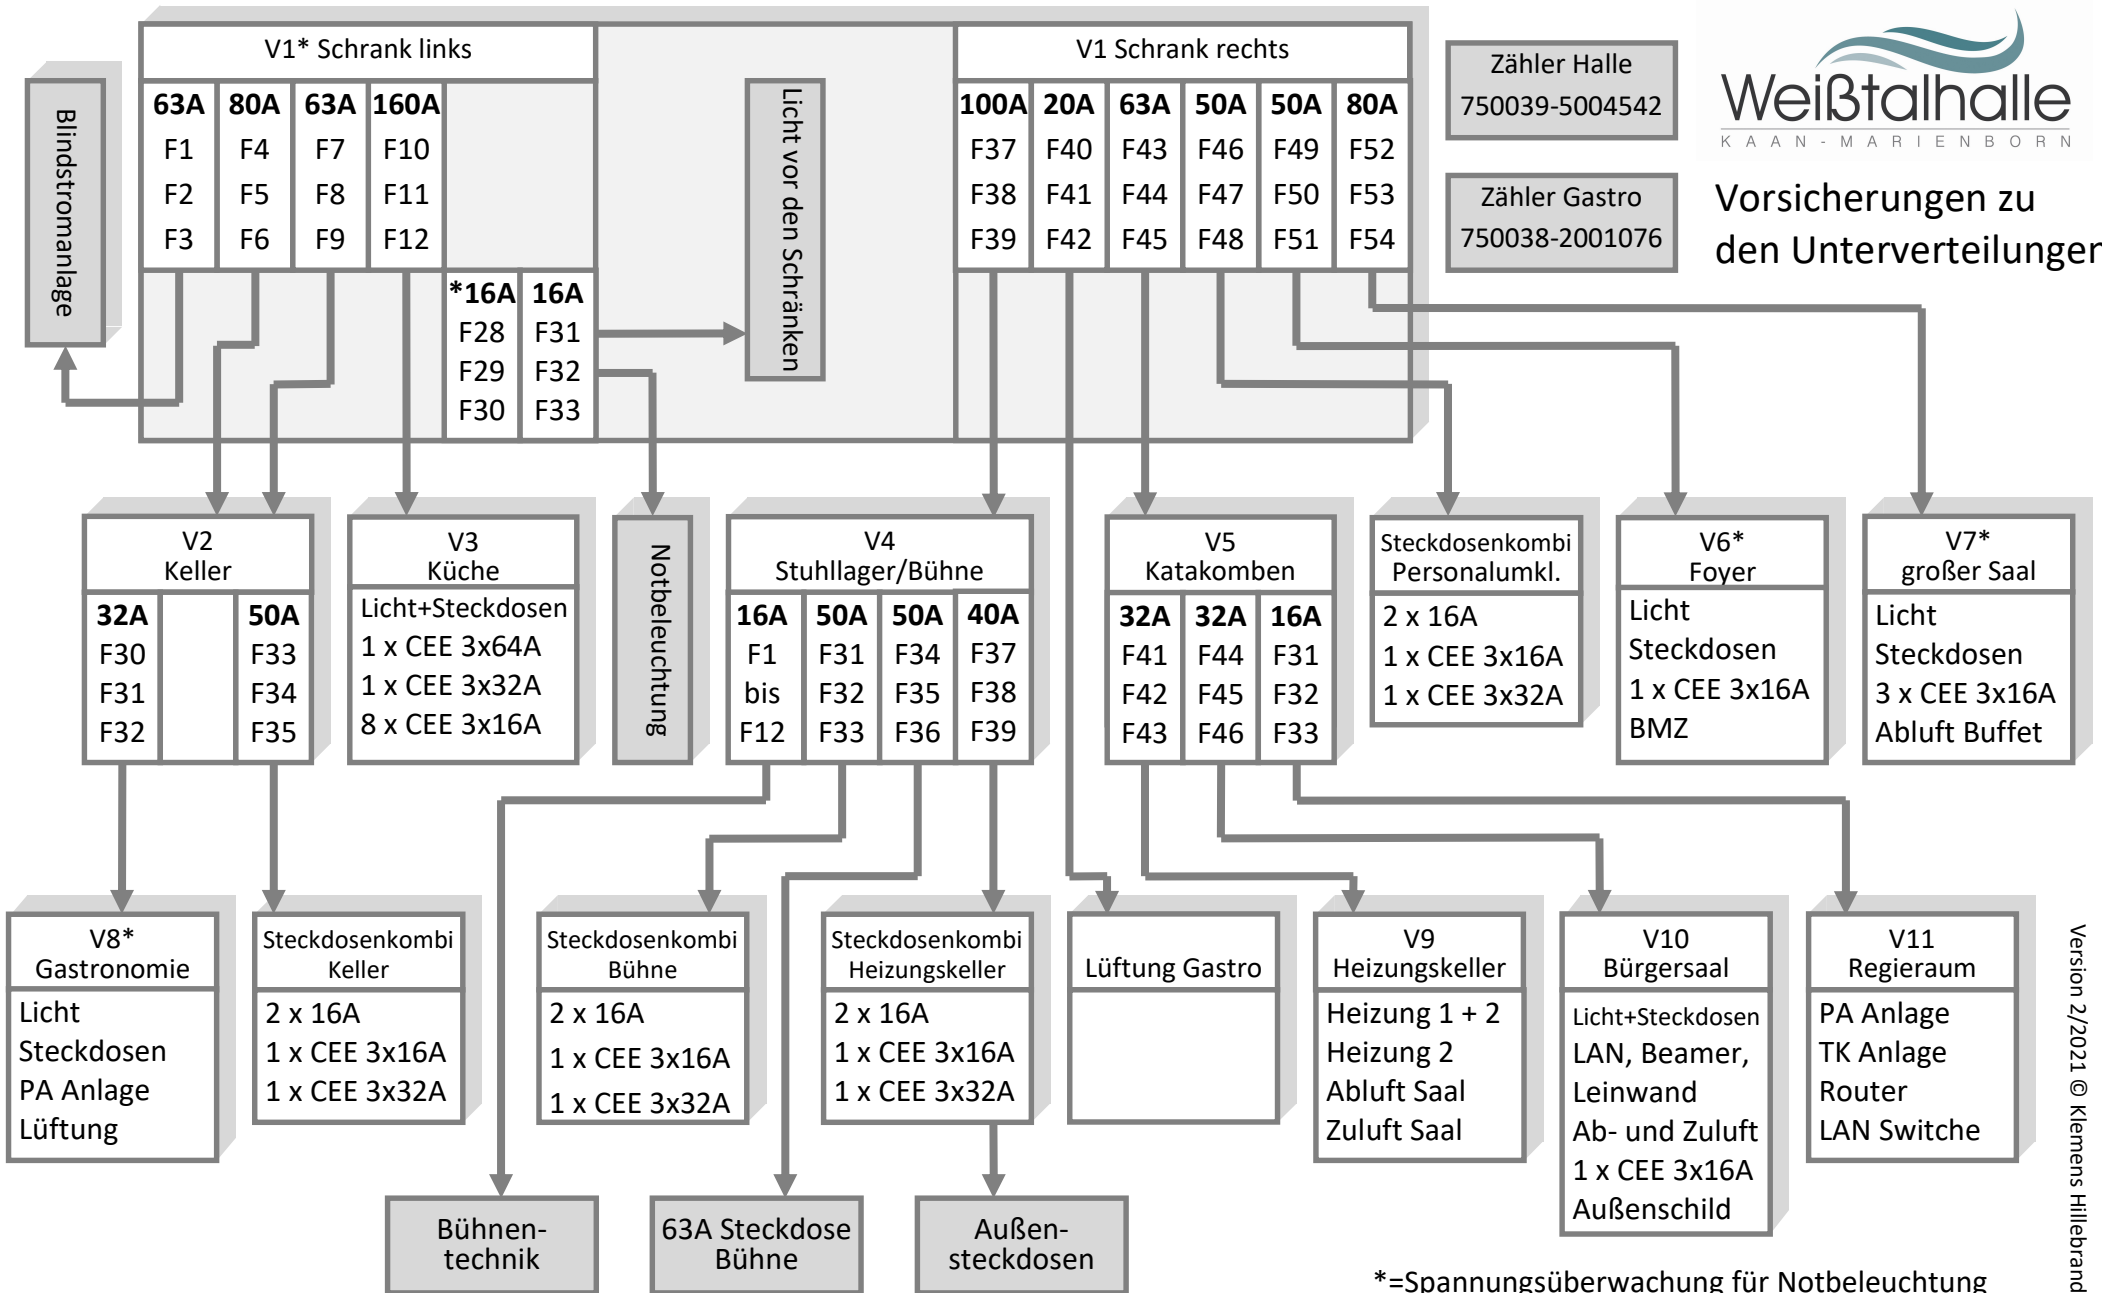 V1* Schrank links
63A 80A 63A 160A
F1 F4 F7 F10
F2 F5 F8 F11
F3 F6 F9 F12
*16A 16A
F28 F31
F29 F32
F30 F33
Blindstromanlage
Licht vor den Schränken
V1 Schrank rechts
100A 20A 63A 50A 50A 80A
F37 F40 F43 F46 F49 F52
F38 F41 F44 F47 F50 F53
F39 F42 F45 F48 F51 F54
Zähler Halle
750039-5004542
Zähler Gastro
750038-2001076
Weißtalhalle
KAAN-MARIENBORN
Vorsicherungen zu
den Unterverteilungen
V2
Keller
32A 50A
F30 F33
F31 F34
F32 F35
V3
Küche
Licht+Steckdosen
1 x CEE 3x64A
1 x CEE 3x32A
8 x CEE 3x16A
Notbeleuchtung
V4
Stuhllager/Bühne
16A 50A 50A 40A
F1 F31 F34 F37
bis F32 F35 F38
F12 F33 F36 F39
V5
Katakomben
32A 32A 16A
F41 F44 F31
F42 F45 F32
F43 F46 F33
Steckdosenkombi
Personalumkl.
2 x 16A
1 x CEE 3x16A
1 x CEE 3x32A
V6*
Foyer
Licht
Steckdosen
1 x CEE 3x16A
BMZ
V7*
großer Saal
Licht
Steckdosen
3 x CEE 3x16A
Abluft Buffet
V8*
Gastronomie
Licht
Steckdosen
PA Anlage
Lüftung
Steckdosenkombi
Keller
2 x 16A
1 x CEE 3x16A
1 x CEE 3x32A
Steckdosenkombi
Bühne
2 x 16A
1 x CEE 3x16A
1 x CEE 3x32A
Steckdosenkombi
Heizungskeller
2 x 16A
1 x CEE 3x16A
1 x CEE 3x32A
Lüftung Gastro
V9
Heizungskeller
Heizung 1 + 2
Heizung 2
Abluft Saal
Zuluft Saal
V10
Bürgersaal
Licht+Steckdosen
LAN, Beamer,
Leinwand
Ab- und Zuluft
1 x CEE 3x16A
Außenschild
V11
Regieraum
PA Anlage
TK Anlage
Router
LAN Switche
Bühnen-
technik
63A Steckdose
Bühne
Außen-
steckdosen
*=Spannungsüberwachung für Notbeleuchtung
Version 2/2021 © Klemens Hillebrand